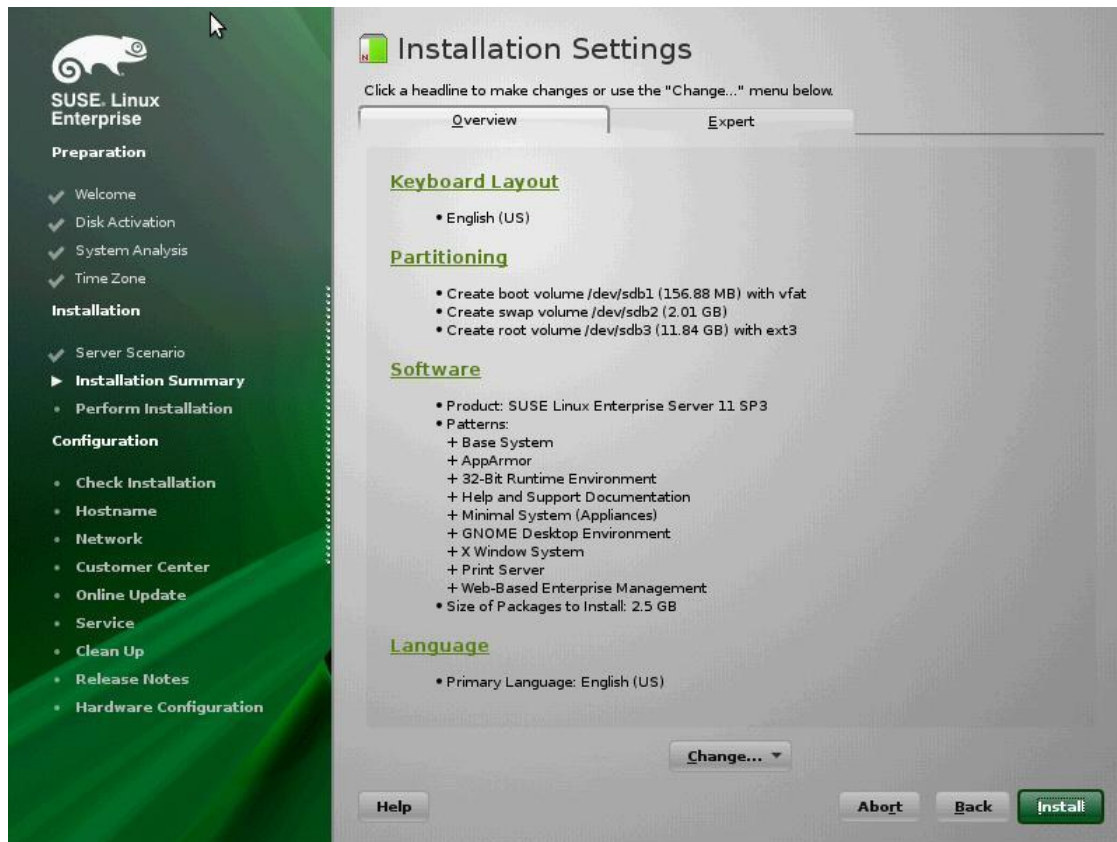 SUSE. Linux
Enterprise
Preparation
Welcome
Disk Activation
System Analysis
Time Zone
Installation
Server Scenario
Installation Summary
Perform Installation
Configuration
Check Installation
Hostname
Network
Customer Center
Online Update
Service
Clean Up
Release Notes
Hardware Configuration
N
Installation Settings
Click a headline to make changes or use the "Change..." menu below.
Overview
Expert
Keyboard Layout
• English (US)
Partitioning
• Create boot volume /dev/sdb1 (156.88 MB) with vfat
• Create swap volume /dev/sdb2 (2.01 GB)
• Create root volume /dev/sdb3 (11.84 GB) with ext3
Software
• Product: SUSE Linux Enterprise Server 11 SP3
• Patterns:
+ Base System
+ AppArmor
+ 32-Bit Runtime Environment
+ Help and Support Documentation
+ Minimal System (Appliances)
+ GNOME Desktop Environment
+ X Window System
+ Print Server
+ Web-Based Enterprise Management
• Size of Packages to Install: 2.5 GB
Language
• Primary Language: English (US)
Change...
Help
Abort
Back
Install